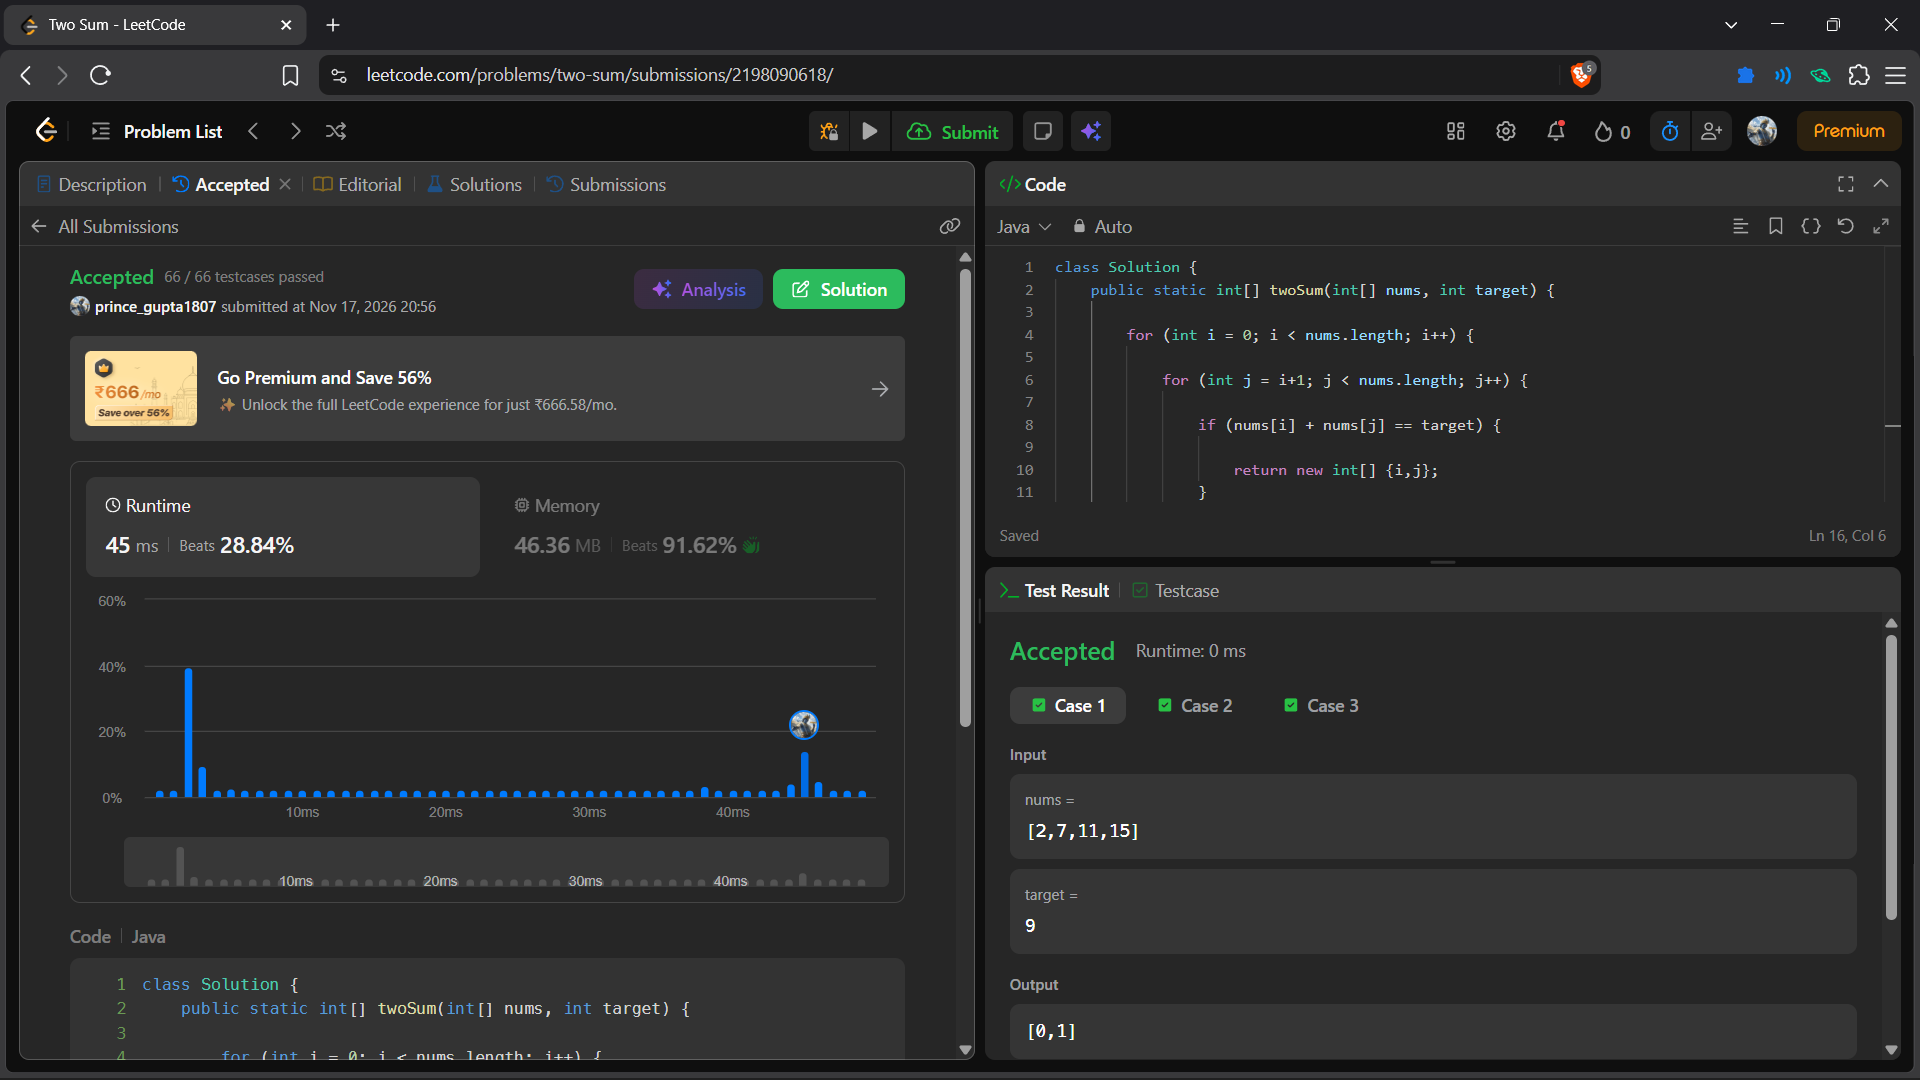 Two Sum - LeetCode
leetcode.com/problems/two-sum/submissions/2198090618/
5
Problem List
Submit
0
Premium
Description
Accepted
Editorial
Solutions
Submissions
All Submissions
Accepted 66 / 66 testcases passed
prince_gupta1807 submitted at Nov 17, 2026 20:56
Analysis
Solution
₹666/mo
Save over 56%
Go Premium and Save 56%
✨ Unlock the full LeetCode experience for just ₹666.58/mo.
Runtime
45 ms Beats 28.84%
Memory
46.36 MB Beats 91.62%
60%
40%
20%
0%
10ms 20ms 30ms 40ms
10ms 20ms 30ms 40ms
Code Java
1 class Solution {
2 public static int[] twoSum(int[] nums, int target) {
3
4 for (int i = 0; i < nums.length; i++) {
</> Code
Java Auto
1 class Solution {
2 public static int[] twoSum(int[] nums, int target) {
3
4 for (int i = 0; i < nums.length; i++) {
5
6 for (int j = i+1; j < nums.length; j++) {
7
8 if (nums[i] + nums[j] == target) {
9
10 return new int[] {i,j};
11 }
Saved
Ln 16, Col 6
Test Result
Testcase
Accepted Runtime: 0 ms
Case 1 Case 2 Case 3
Input
nums =
[2,7,11,15]
target =
9
Output
[0,1]